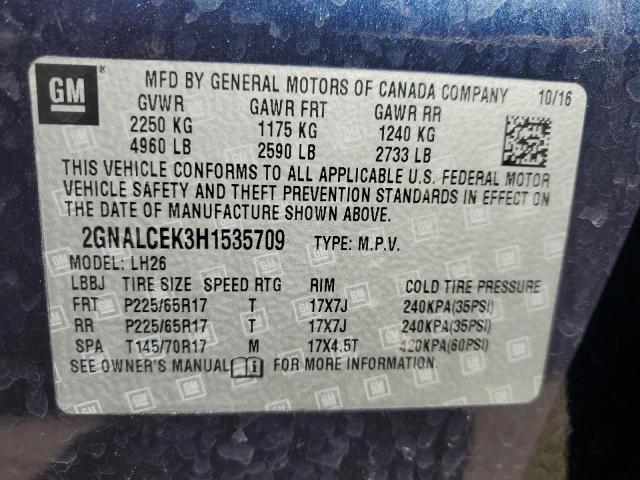 GM
MFD BY GENERAL MOTORS OF CANADA COMPANY 10/16
GVWR GAWR FRT GAWR RR
2250 KG 1175 KG 1240 KG
4960 LB 2590 LB 2733 LB
THIS VEHICLE CONFORMS TO ALL APPLICABLE U.S. FEDERAL MOTOR
VEHICLE SAFETY AND THEFT PREVENTION STANDARDS IN EFFECT ON
THE DATE OF MANUFACTURE SHOWN ABOVE.
2GNALCEK3H1535709 TYPE: M.P.V.
MODEL: LH26
LBBJ TIRE SIZE SPEED RTG RIM COLD TIRE PRESSURE
FRT P225/65R17 T 17X7J 240KPA(35PSI)
RR P225/65R17 T 17X7J 240KPA(35PSI)
SPA T145/70R17 M 17X4.5T 420KPA(60PSI)
SEE OWNER'S MANUAL i FOR MORE INFORMATION.